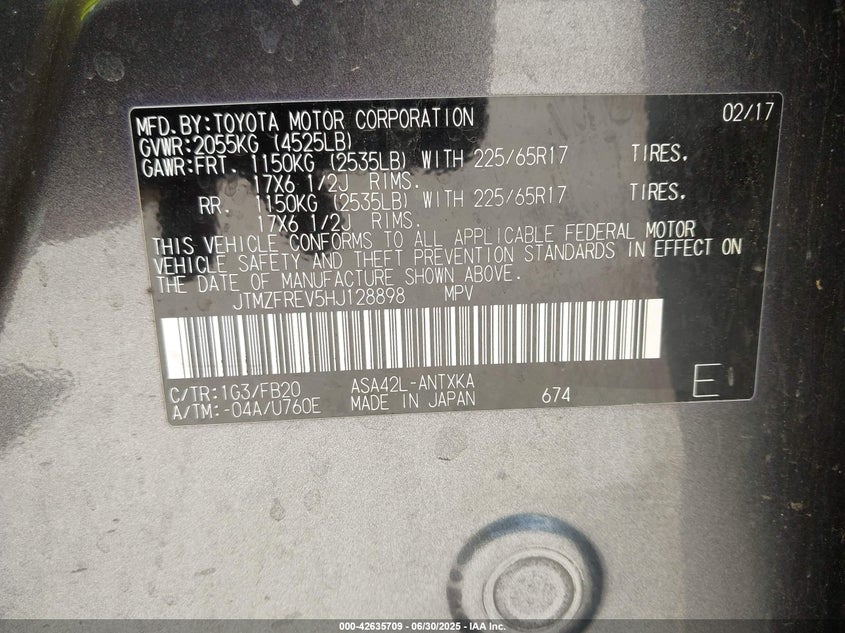 MFD.BY:TOYOTA MOTOR CORPORATION 02/17
GVWR:2055KG (4525LB)
GAWR:FRT. 1150KG (2535LB) WITH 225/65R17 TIRES,
17X6 1/2J RIMS.
RR. 1150KG (2535LB) WITH 225/65R17 TIRES,
17X6 1/2J RIMS.
THIS VEHICLE CONFORMS TO ALL APPLICABLE FEDERAL MOTOR
VEHICLE SAFETY AND THEFT PREVENTION STANDARDS IN EFFECT ON
THE DATE OF MANUFACTURE SHOWN ABOVE.
JTMZFREV5HJ128898 MPV
C/TR:1G3/FB20 ASA42L-ANTXKA E
A/TM:-04A/U760E MADE IN JAPAN 674
000-42635709 - 06/30/2025 - IAA Inc.